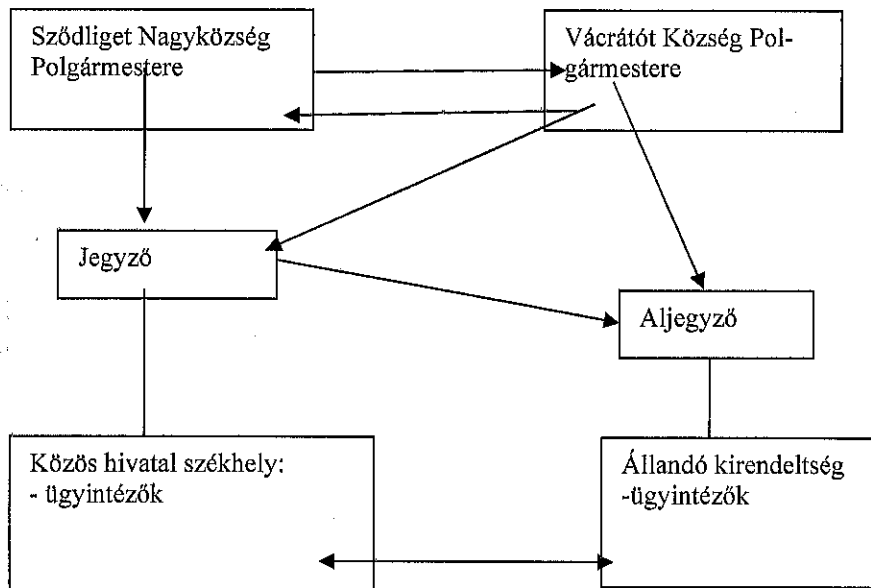 Sződliget Nagyközség
Polgármestere
Vácrátót Község Pol-
gármestere
Jegyző
Aljegyző
Közös hivatal székhely:
- ügyintézők
Állandó kirendeltség
-ügyintézők